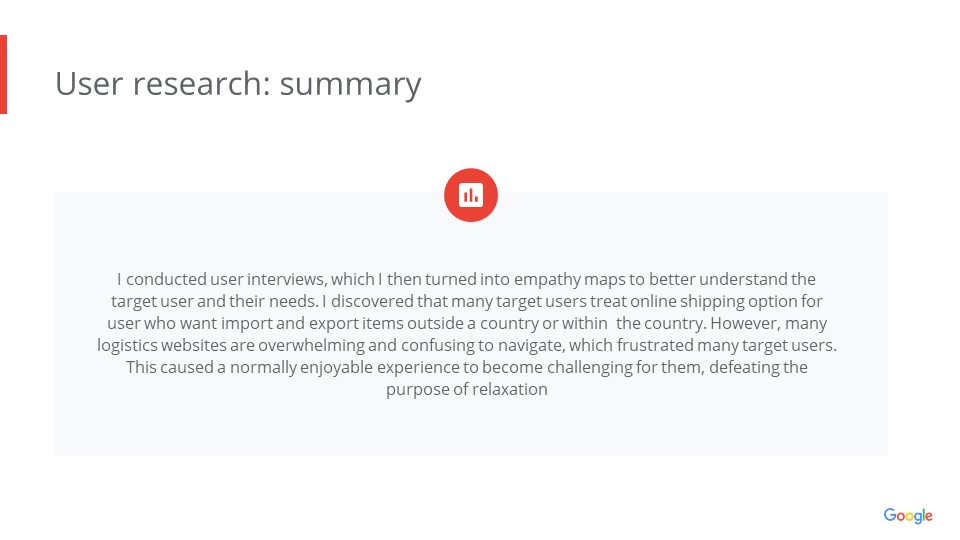 User research: summary
I conducted user interviews, which I then turned into empathy maps to better understand the
target user and their needs. I discovered that many target users treat online shipping option for
user who want import and export items outside a country or within  the country. However, many
logistics websites are overwhelming and confusing to navigate, which frustrated many target users.
This caused a normally enjoyable experience to become challenging for them, defeating the
purpose of relaxation
Google